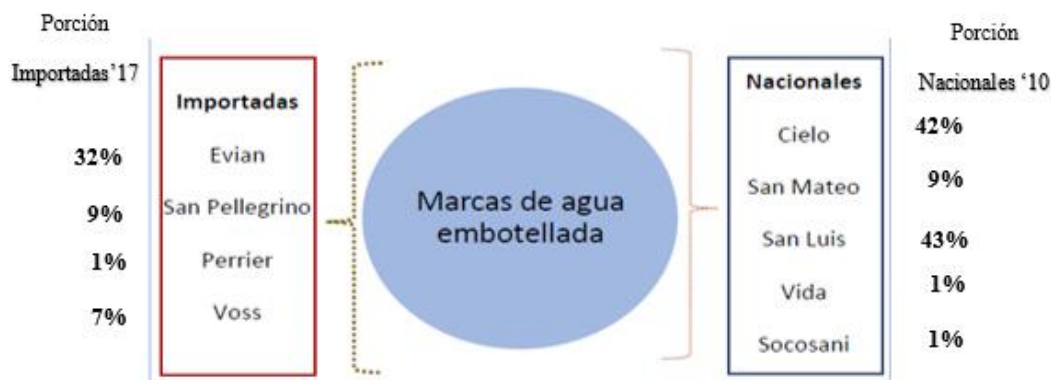 Porción
Importadas'17
Importadas
32% Evian
9% San Pellegrino
1% Perrier
7% Voss
Marcas de agua
embotellada
Porción
Nacionales '10
Nacionales
Cielo 42%
San Mateo 9%
San Luis 43%
Vida 1%
Socosani 1%